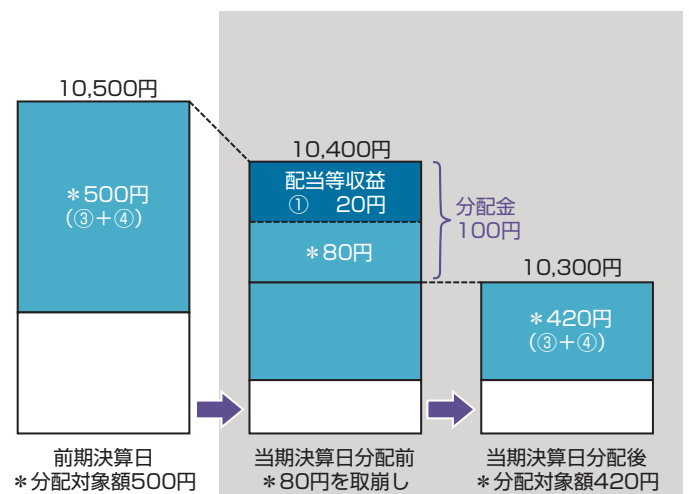 10,500円
＊500円
(③＋④)
前期決算日
＊分配対象額500円
10,400円
配当等収益
① 20円
＊80円
分配金
100円
当期決算日分配前
＊80円を取崩し
10,300円
＊420円
(③＋④)
当期決算日分配後
＊分配対象額420円